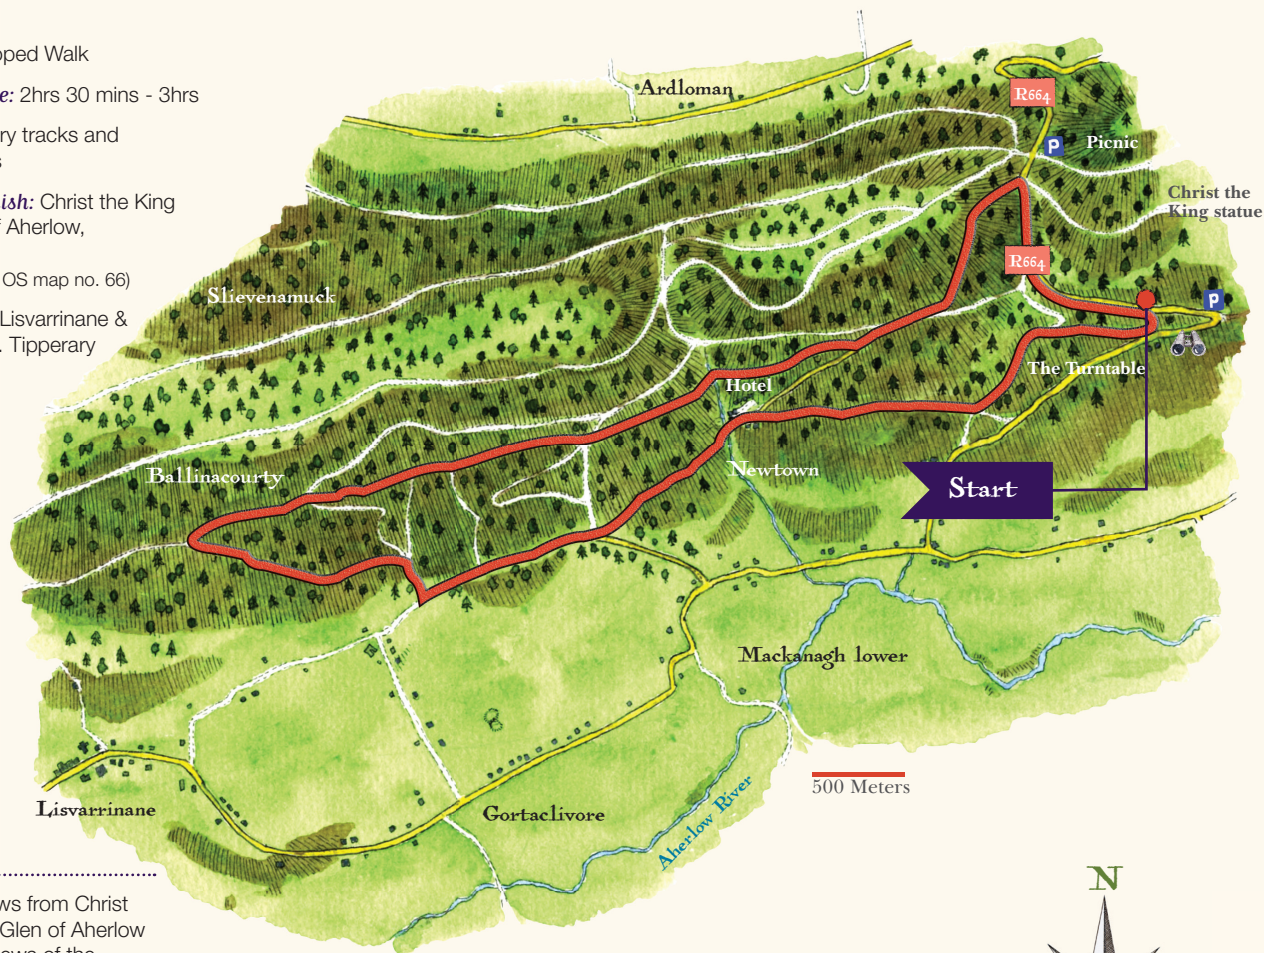 pped Walk
e: 2hrs 30 mins - 3hrs
ry tracks and
s
ish: Christ the King
f Aherlow,
OS map no. 66)
Lisvarrinane &
. Tipperary
Ardloman
R664
P
Picnic
Christ the
King statue
R664
Slievenamuck
P
The Turntable
Hotel
Ballinacourty
Newtown
Start
Mackanagh lower
500 Meters
Lisvarrinane
Gortaclivore
Aherlow River
N
ws from Christ
Glen of Aherlow